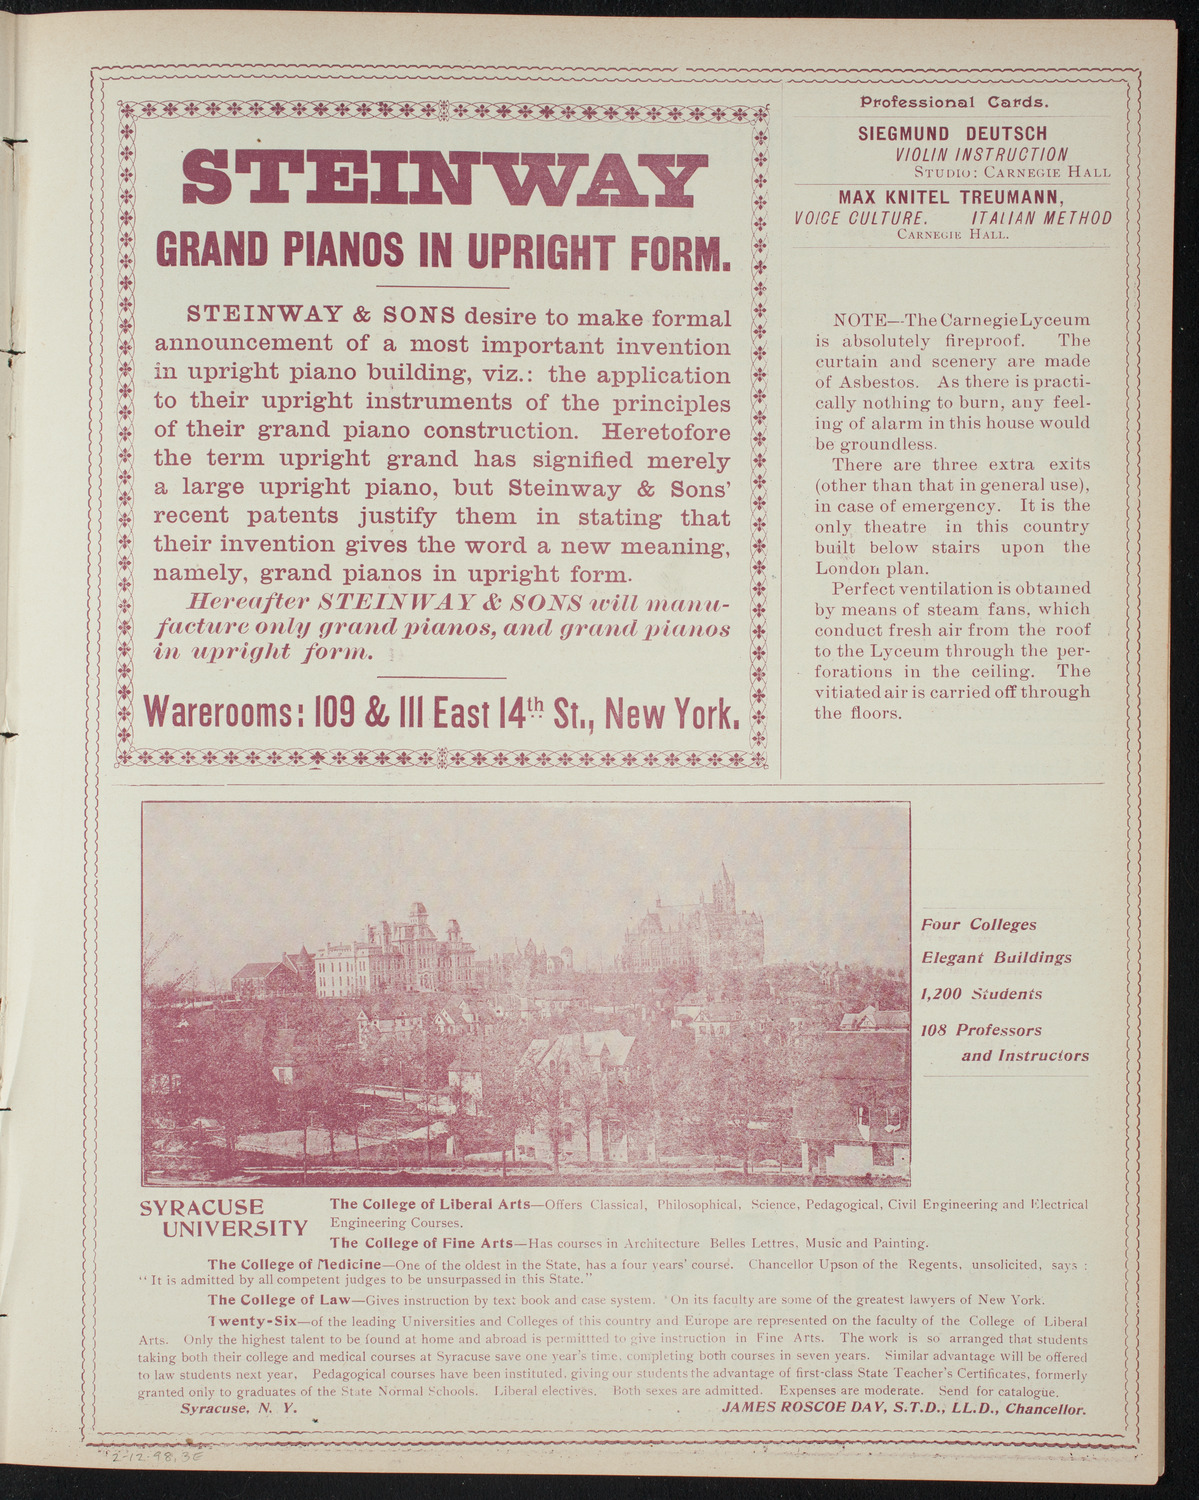 STEINWAY
GRAND PIANOS IN UPRIGHT FORM.
STEINWAY & SONS desire to make formal
announcement of a most important invention
in upright piano building, viz.: the application
to their upright instruments of the principles
of their grand piano construction. Heretofore
the term upright grand has signified merely
a large upright piano, but Steinway & Sons'
recent patents justify them in stating that
their invention gives the word a new meaning,
namely, grand pianos in upright form.
Hereafter STEINWAY & SONS will manu-
facture only grand pianos, and grand pianos
in upright form.
Warerooms: 109 & 111 East 14th St., New York.
Professional Cards.
SIEGMUND DEUTSCH
VIOLIN INSTRUCTION
STUDIO: CARNEGIE HALL
MAX KNITEL TREUMANN,
VOICE CULTURE. ITALIAN METHOD
CARNEGIE HALL.
NOTE—The Carnegie Lyceum
is absolutely fireproof. The
curtain and scenery are made
of Asbestos. As there is practi-
cally nothing to burn, any feel-
ing of alarm in this house would
be groundless.
There are three extra exits
(other than that in general use),
in case of emergency. It is the
only theatre in this country
built below stairs upon the
London plan.
Perfect ventilation is obtained
by means of steam fans, which
conduct fresh air from the roof
to the Lyceum through the per-
forations in the ceiling. The
vitiated air is carried off through
the floors.
Four Colleges
Elegant Buildings
1,200 Students
108 Professors
and Instructors
SYRACUSE
UNIVERSITY
The College of Liberal Arts—Offers Classical, Philosophical, Science, Pedagogical, Civil Engineering and Electrical
Engineering Courses.
The College of Fine Arts—Has courses in Architecture Belles Lettres, Music and Painting.
The College of Medicine—One of the oldest in the State, has a four years' course. Chancellor Upson of the Regents, unsolicited, says :
"It is admitted by all competent judges to be unsurpassed in this State."
The College of Law—Gives instruction by text book and case system. 'On its faculty are some of the greatest lawyers of New York.
Twenty-Six—of the leading Universities and Colleges of this country and Europe are represented on the faculty of the College of Liberal
Arts. Only the highest talent to be found at home and abroad is permittted to give instruction in Fine Arts. The work is so arranged that students
taking both their college and medical courses at Syracuse save one year's time, completing both courses in seven years. Similar advantage will be offered
to law students next year, Pedagogical courses have been instituted, giving our students the advantage of first-class State Teacher's Certificates, formerly
granted only to graduates of the State Normal Schools. Liberal electives. Both sexes are admitted. Expenses are moderate. Send for catalogue.
Syracuse, N. Y.
JAMES ROSCOE DAY, S.T.D., LL.D., Chancellor.
2-12-98,3E